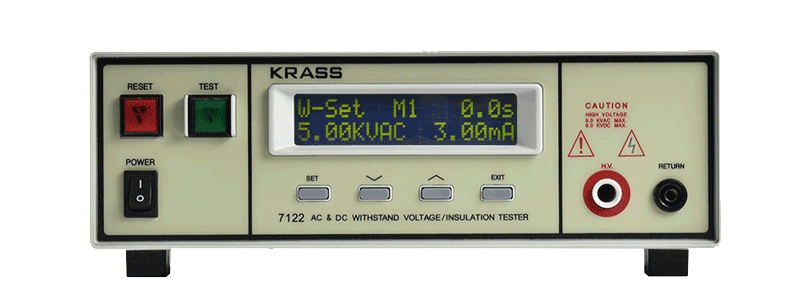 KRASS
RESET
TEST
W-Set M1 0.0s
5.00KVAC 3.00mA
CAUTION
HIGH VOLTAGE
5.0 KVAC MAX.
6.0 KVDC MAX.
POWER
SET
EXIT
H.V.
RETURN
7122 AC & DC WITHSTAND VOLTAGE/INSULATION TESTER